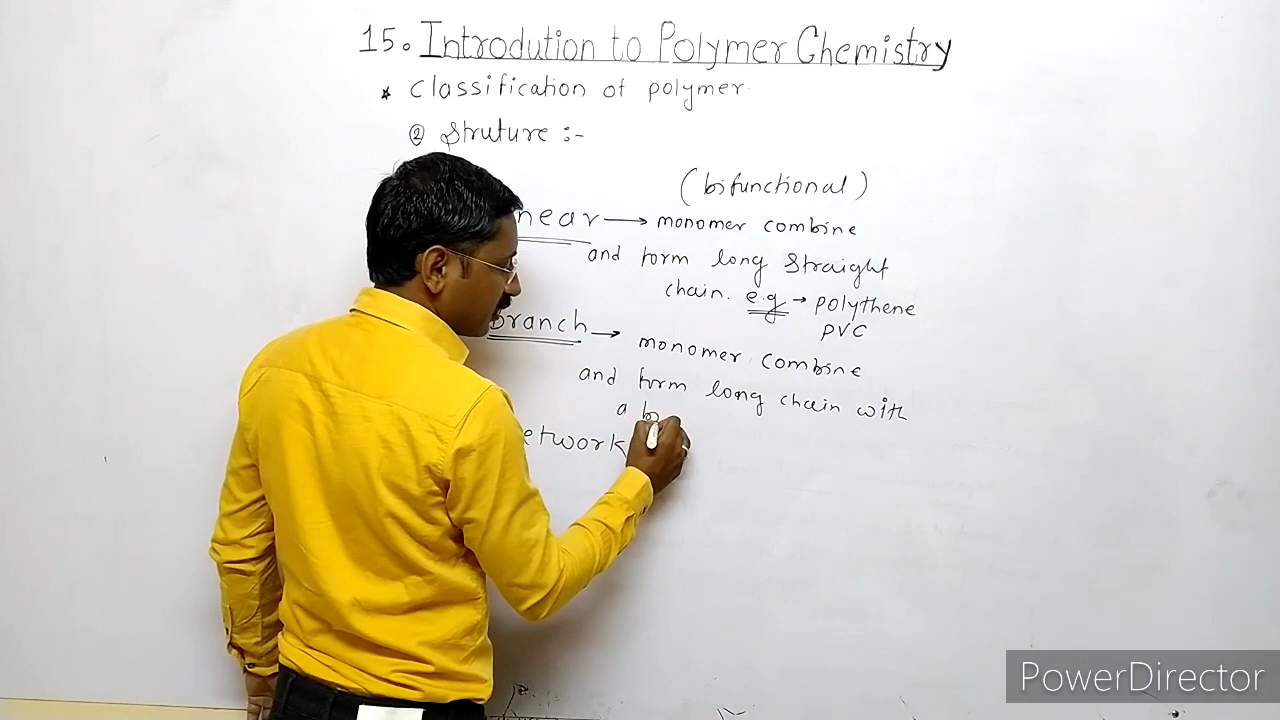 15. Introdution to Polymer Chemistry
* Classification of polymer.
② Struture :-
(bifunctional)
near → monomer combine
and form long straight
chain. e.g → polythene
PVC
Branch → monomer combine
and form long chain with
a b
etwork
PowerDirector